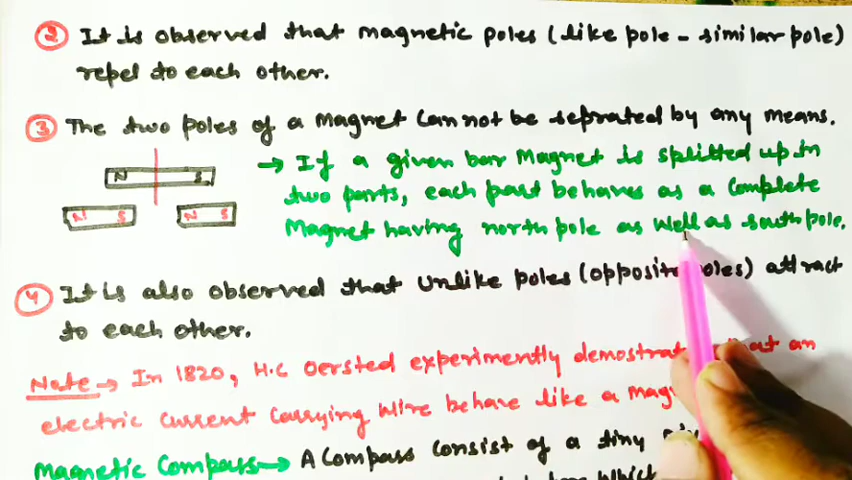 ② It is observed that magnetic poles (like pole - similar pole)
repel to each other.
③ The two poles of a Magnet cannot be seprated by any means.
N S
N S N S
→ If a given bar Magnet is splitted up in
two parts, each part behaves as a complete
Magnet having north pole as well as south pole.
④ It is also observed that unlike poles (opposite poles) attract
to each other.
Note → In 1820, H.C Oersted experimently demostrat at an
electric current carrying wire behave like a mag
Magnetic Compass → A Compass consist of a tiny
which